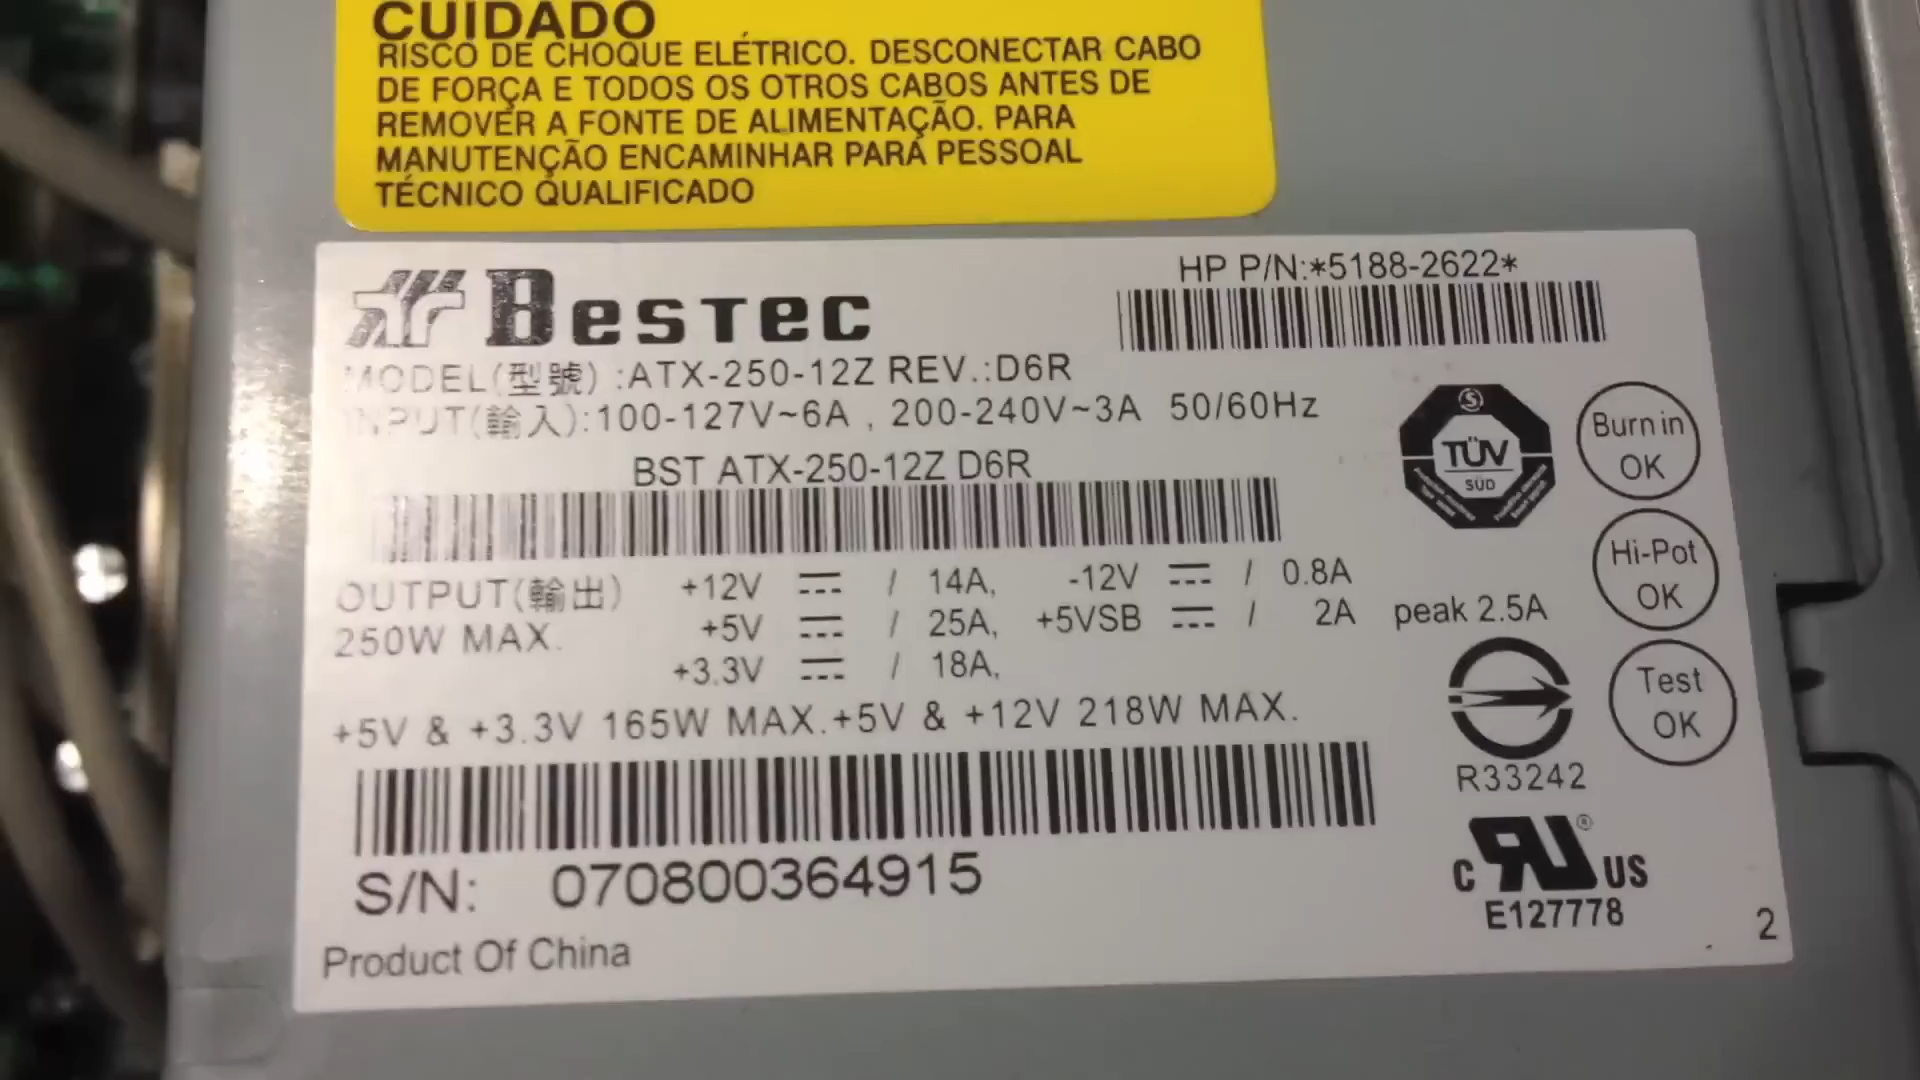 CUIDADO
RISCO DE CHOQUE ELÉTRICO. DESCONECTAR CABO
DE FORÇA E TODOS OS OTROS CABOS ANTES DE
REMOVER A FONTE DE ALIMENTAÇÃO. PARA
MANUTENÇÃO ENCAMINHAR PARA PESSOAL
TÉCNICO QUALIFICADO
HP P/N:*5188-2622*
BESTEC
MODEL(型號) :ATX-250-12Z REV.:D6R
INPUT(輸入):100-127V~6A , 200-240V~3A 50/60Hz
BST ATX-250-12Z D6R
S
TÜV
SÜD
Burn in
OK
Hi-Pot
OK
Test
OK
OUTPUT(輸出) +12V ⎓ / 14A, -12V ⎓ / 0.8A
250W MAX. +5V ⎓ / 25A, +5VSB ⎓ / 2A peak 2.5A
+3.3V ⎓ / 18A,
+5V & +3.3V 165W MAX.+5V & +12V 218W MAX.
R33242
S/N: 070800364915
c RU ® US
E127778
Product Of China
2